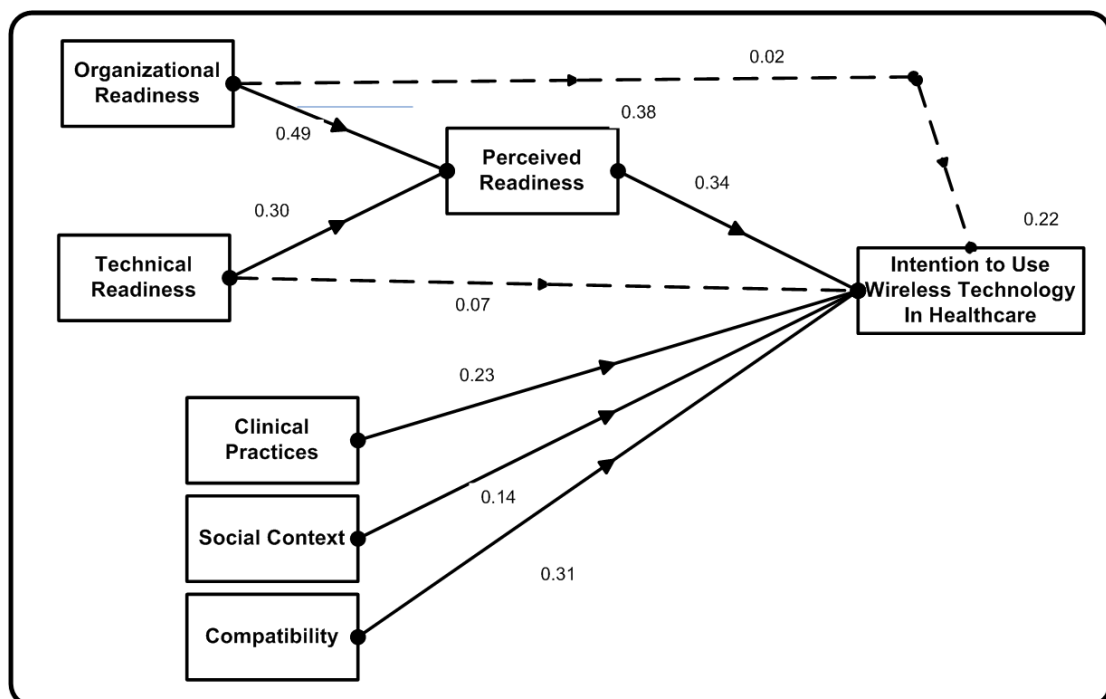 Organizational
Readiness
0.02
0.49
0.38
Perceived
Readiness
0.34
0.30
Technical
Readiness
0.07
0.22
Intention to Use
Wireless Technology
In Healthcare
0.23
Clinical
Practices
0.14
Social Context
0.31
Compatibility